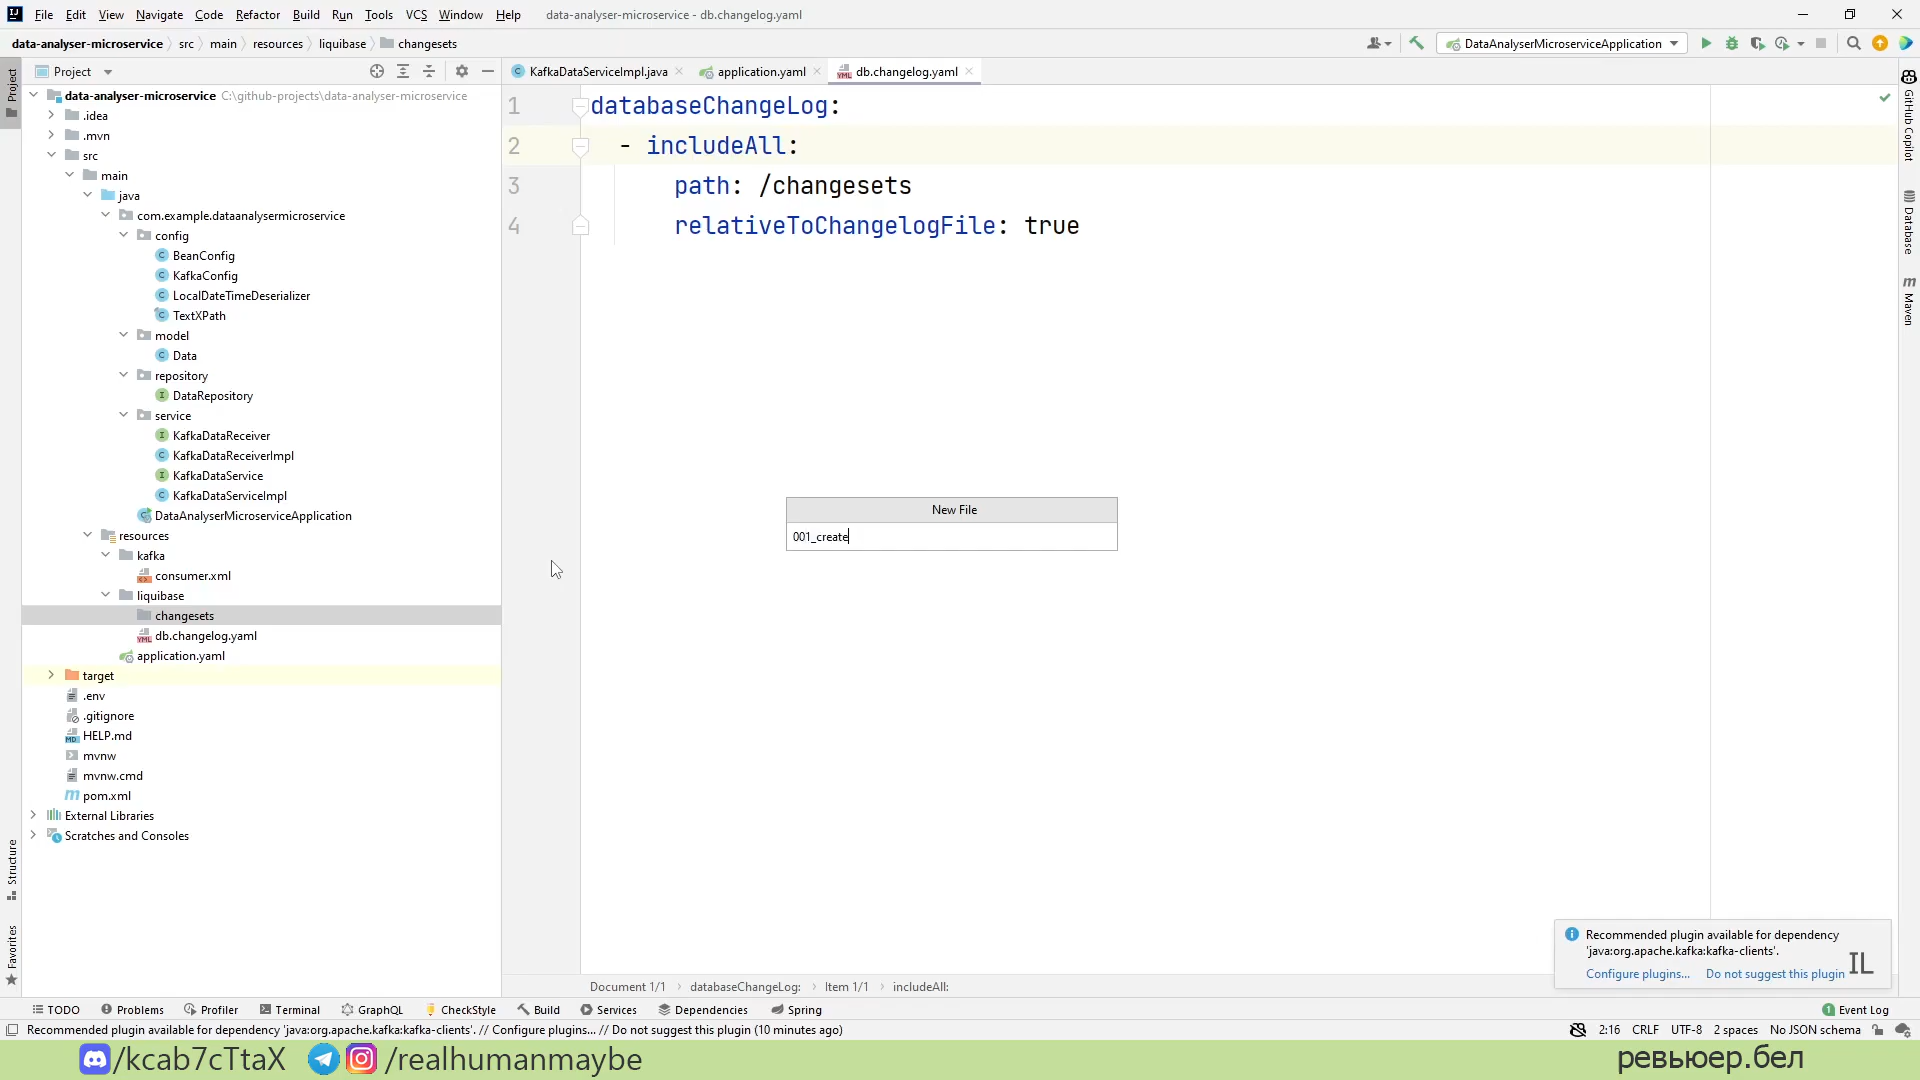 File Edit View Navigate Code Refactor Build Run Tools VCS Window Help data-analyser-microservice - db.changelog.yaml
data-analyser-microservice src main resources liquibase changesets
DataAnalyserMicroserviceApplication
Project
KafkaDataServiceImpl.java application.yaml db.changelog.yaml
data-analyser-microservice C:\github-projects\data-analyser-microservice
.idea
.mvn
src
main
java
com.example.dataanalysermicroservice
config
BeanConfig
KafkaConfig
LocalDateTimeDeserializer
TextXPath
model
Data
repository
DataRepository
service
KafkaDataReceiver
KafkaDataReceiverImpl
KafkaDataService
KafkaDataServiceImpl
DataAnalyserMicroserviceApplication
resources
kafka
consumer.xml
liquibase
changesets
db.changelog.yaml
application.yaml
target
.env
.gitignore
HELP.md
mvnw
mvnw.cmd
pom.xml
External Libraries
Scratches and Consoles
1 databaseChangeLog:
2 - includeAll:
3 path: /changesets
4 relativeToChangelogFile: true
New File
001_create
Project
Structure
Favorites
GitHub Copilot
Database
Maven
Recommended plugin available for dependency
'java:org.apache.kafka:kafka-clients'.
Configure plugins... Do not suggest this plugin
IL
Document 1/1 databaseChangeLog: Item 1/1 includeAll:
TODO Problems Profiler Terminal GraphQL CheckStyle Build Services Dependencies Spring 1 Event Log
Recommended plugin available for dependency 'java:org.apache.kafka:kafka-clients'. // Configure plugins... // Do not suggest this plugin (10 minutes ago) 2:16 CRLF UTF-8 2 spaces No JSON schema
/kcab7cTtaX /realhumanmaybe ревьюер.бел